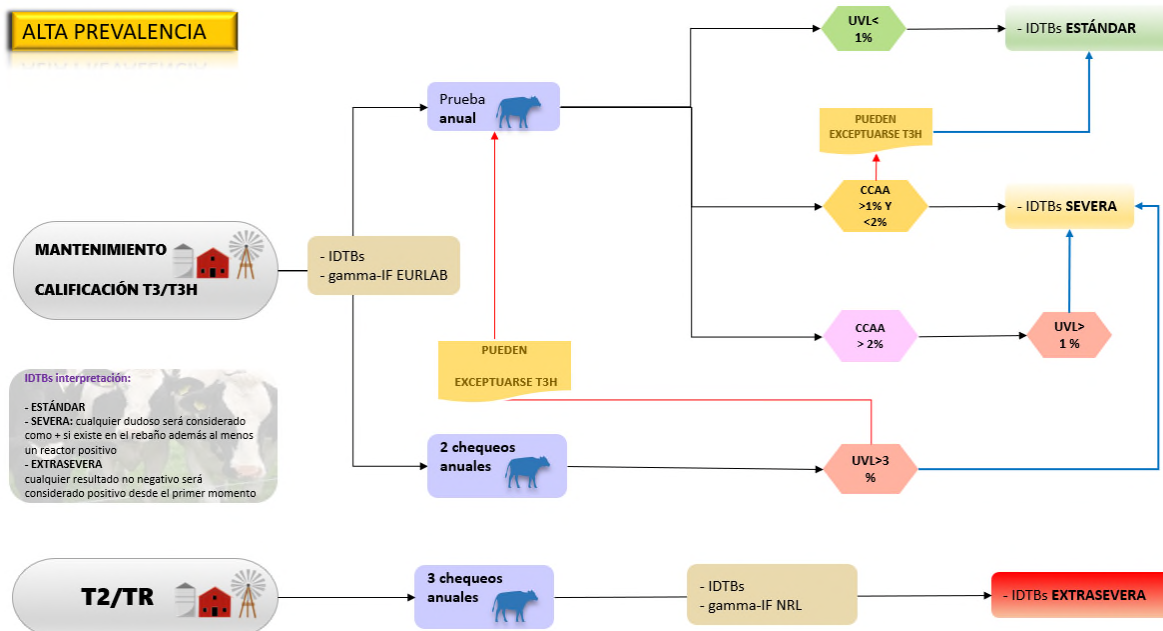 ALTA PREVALENCIA
UVL<
1%
- IDTBs ESTÁNDAR
Prueba
anual
PUEDEN
EXCEPTUARSE T3H
CCAA
>1% Y
<2%
- IDTBs SEVERA
MANTENIMIENTO
CALIFICACIÓN T3/T3H
- IDTBs
- gamma-IF EURLAB
CCAA
> 2%
UVL>
1 %
PUEDEN
EXCEPTUARSE T3H
IDTBs interpretación:
- ESTÁNDAR
- SEVERA: cualquier dudoso será considerado
como + si existe en el rebaño además al menos
un reactor positivo
- EXTRASEVERA
cualquier resultado no negativo será
considerado positivo desde el primer momento
2 chequeos
anuales
UVL>3
%
T2/TR
3 chequeos
anuales
- IDTBs
- gamma-IF NRL
- IDTBs EXTRASEVERA